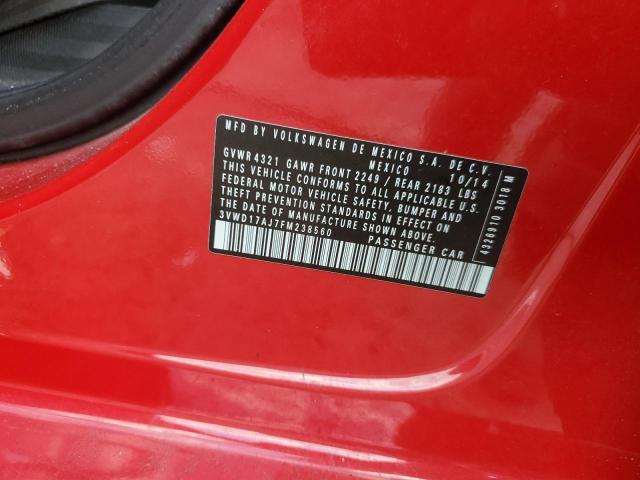 MFD BY VOLKSWAGEN DE MEXICO S.A. DE C.V.
MEXICO 10/14
GVWR 4321 GAWR FRONT 2249 / REAR 2183 LBS
THIS VEHICLE CONFORMS TO ALL APPLICABLE U.S.
FEDERAL MOTOR VEHICLE SAFETY, BUMPER AND
THEFT PREVENTION STANDARDS IN EFFECT ON
THE DATE OF MANUFACTURE SHOWN ABOVE.
3VWD17AJ7FM238560 PASSENGER CAR
4320910 3018 M